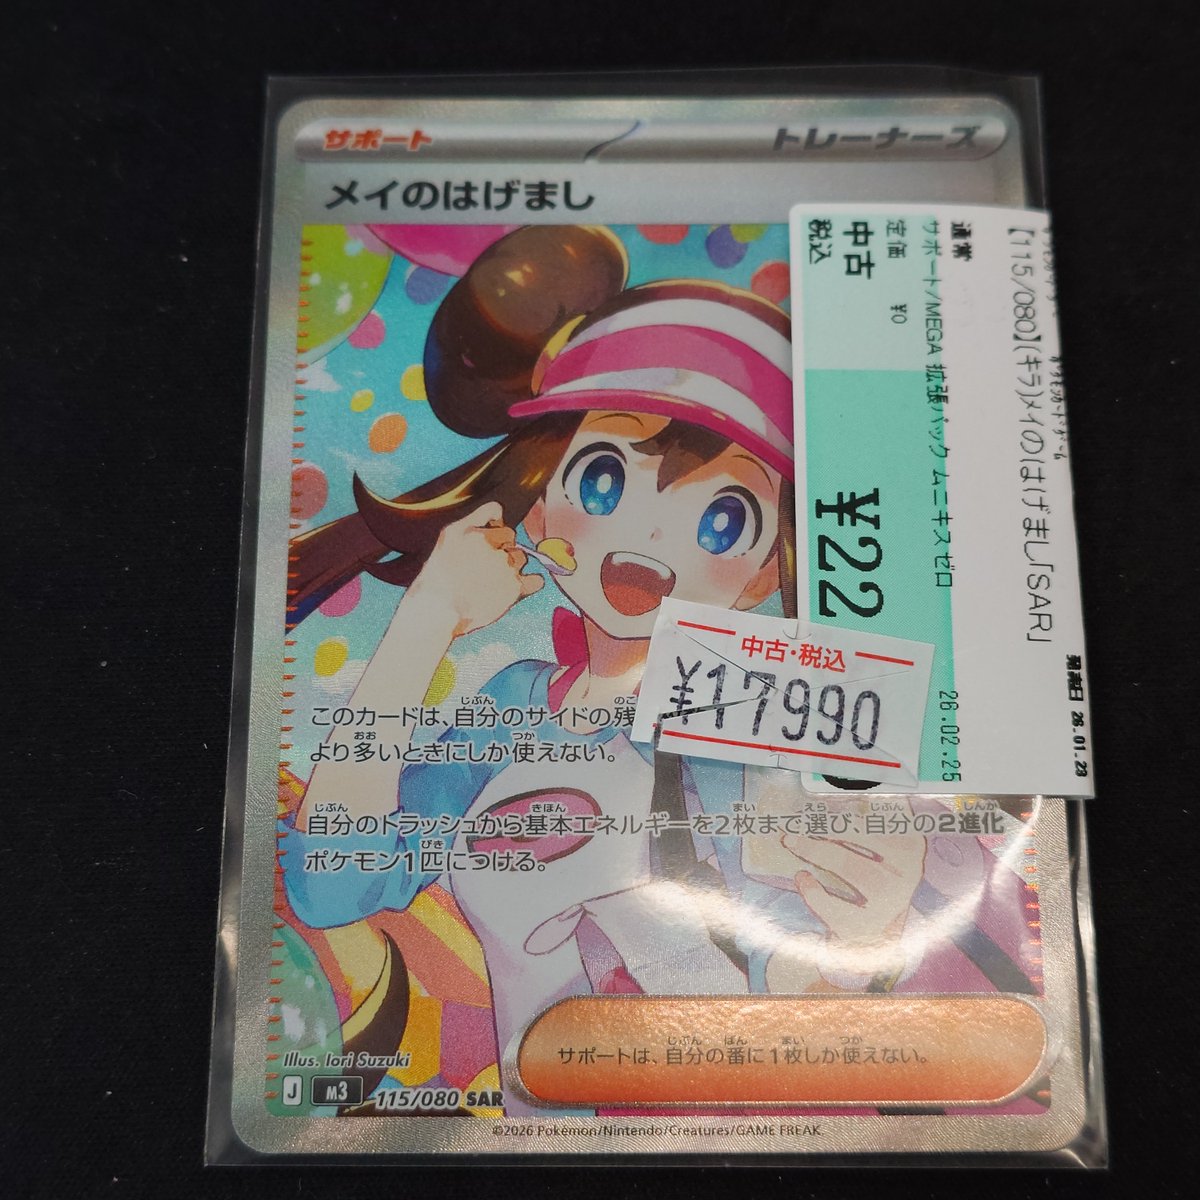 サポート
トレーナーズ
メイのはげまし
【115/080】(キラ)メイのはげまし「SAR」
発売日 26.01.23
通常
サポート/MEGA 拡張パック ムニキスゼロ
26.02.25
定価 ¥0
中古
税込
¥22
中古・税込
¥17990
このカードは、自分のサイドの残
より多いときにしか使えない。
自分のトラッシュから基本エネルギーを2枚まで選び、自分の2進化
ポケモン1匹につける。
サポートは、自分の番に1枚しか使えない。
Illus. Iori Suzuki
J M3 115/080 SAR
©2026 Pokémon/Nintendo/Creatures/GAME FREAK.